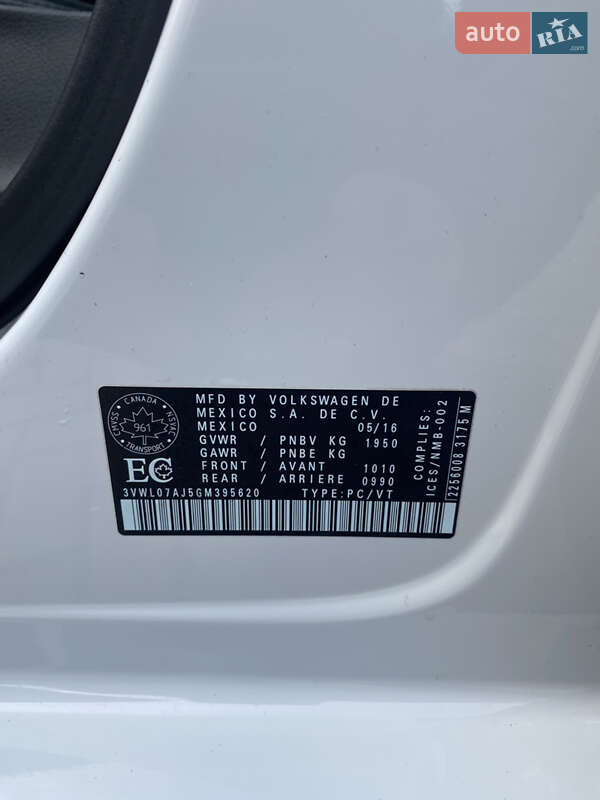 auto RIA .com
CANADA
CMVSS 961 NSVAC
TRANSPORT
EC
MFD BY VOLKSWAGEN DE
MEXICO S.A. DE C.V.
MEXICO 05/16
GVWR / PNBV KG 1950
GAWR / PNBE KG
FRONT / AVANT 1010
REAR / ARRIERE 0990
3VWL07AJ5GM395620 TYPE:PC/VT
COMPLIES:
ICES/NMB-002
2256008 3175 M